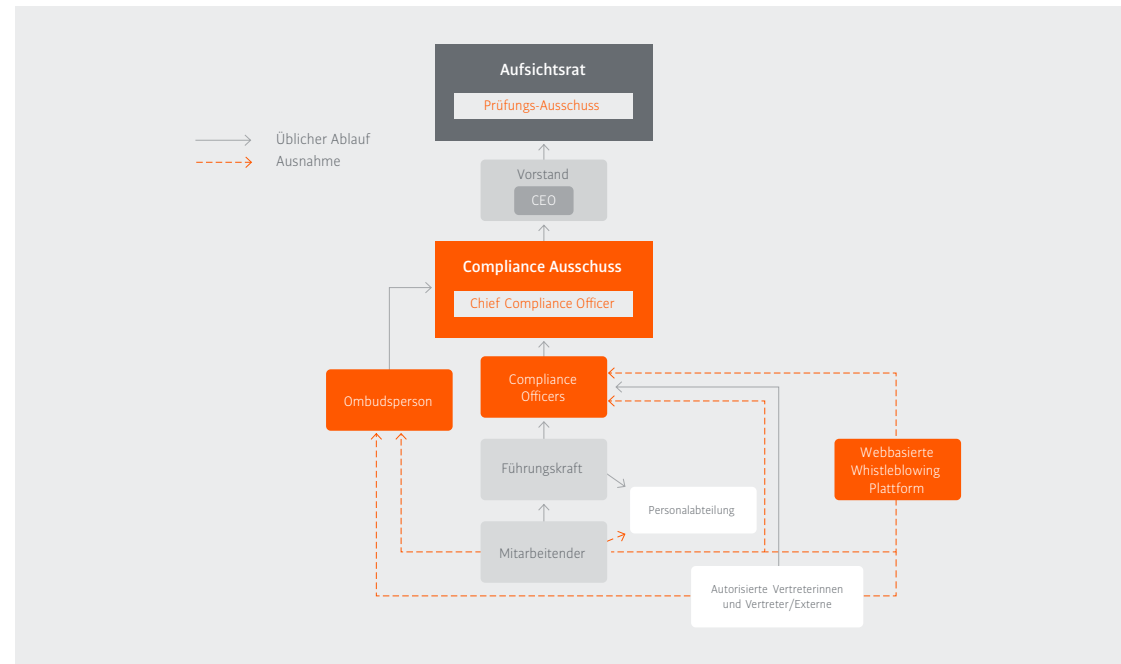 Aufsichtsrat
Prüfungs-Ausschuss
Üblicher Ablauf
Ausnahme
Vorstand
CEO
Compliance Ausschuss
Chief Compliance Officer
Compliance
Officers
Ombudsperson
Webbasierte
Whistleblowing
Plattform
Führungskraft
Personalabteilung
Mitarbeitender
Autorisierte Vertreterinnen
und Vertreter/Externe